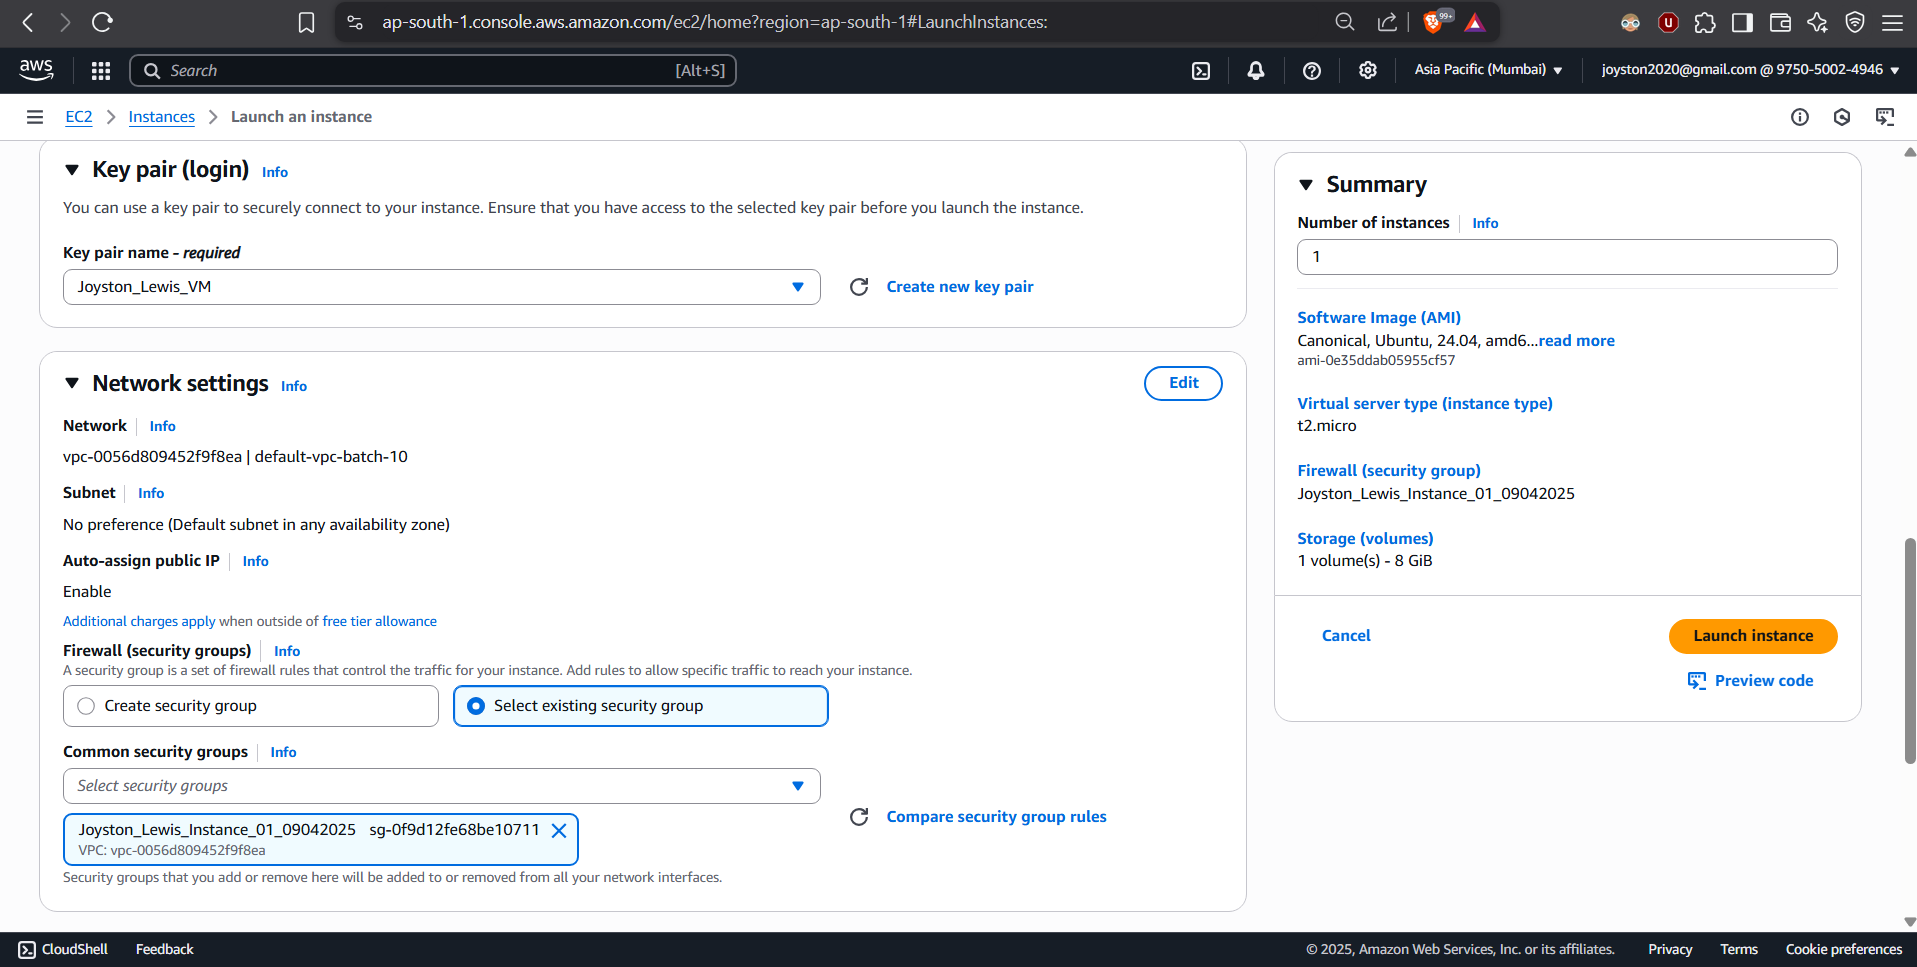 ap-south-1.console.aws.amazon.com/ec2/home?region=ap-south-1#LaunchInstances:
99+
U
aws
Search
[Alt+S]
Asia Pacific (Mumbai)
joyston2020@gmail.com @ 9750-5002-4946
EC2
Instances
Launch an instance
Key pair (login) Info
You can use a key pair to securely connect to your instance. Ensure that you have access to the selected key pair before you launch the instance.
Key pair name - required
Joyston_Lewis_VM
Create new key pair
Network settings Info
Edit
Network Info
vpc-0056d809452f9f8ea | default-vpc-batch-10
Subnet Info
No preference (Default subnet in any availability zone)
Auto-assign public IP Info
Enable
Additional charges apply when outside of free tier allowance
Firewall (security groups) Info
A security group is a set of firewall rules that control the traffic for your instance. Add rules to allow specific traffic to reach your instance.
Create security group
Select existing security group
Common security groups Info
Select security groups
Joyston_Lewis_Instance_01_09042025 sg-0f9d12fe68be10711
VPC: vpc-0056d809452f9f8ea
Compare security group rules
Security groups that you add or remove here will be added to or removed from all your network interfaces.
Summary
Number of instances Info
1
Software Image (AMI)
Canonical, Ubuntu, 24.04, amd6...read more
ami-0e35ddab05955cf57
Virtual server type (instance type)
t2.micro
Firewall (security group)
Joyston_Lewis_Instance_01_09042025
Storage (volumes)
1 volume(s) - 8 GiB
Cancel
Launch instance
Preview code
CloudShell
Feedback
© 2025, Amazon Web Services, Inc. or its affiliates.
Privacy
Terms
Cookie preferences